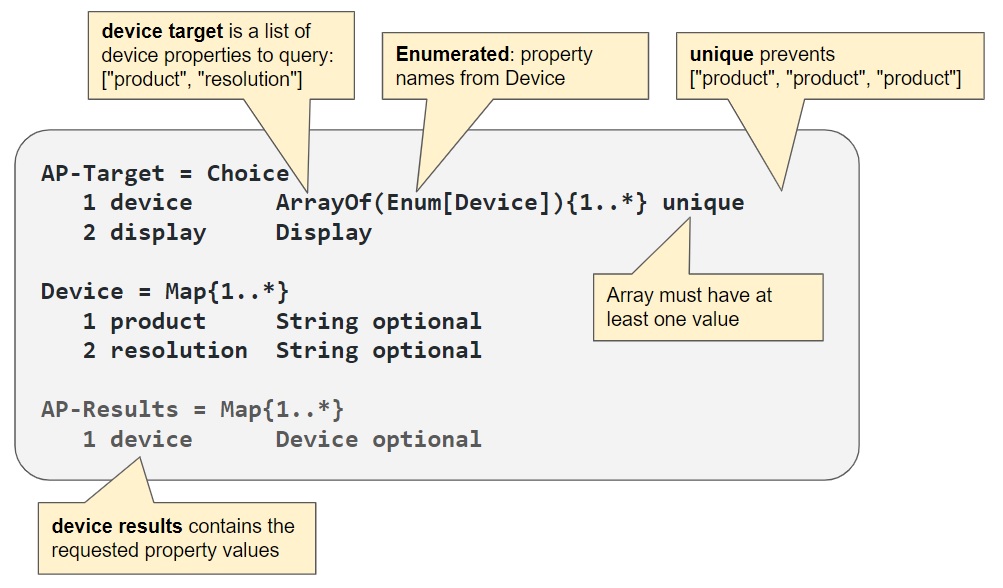 device target is a list of
device properties to query:
["product", "resolution"]
Enumerated: property
names from Device
unique prevents
["product", "product", "product"]
AP-Target = Choice
1 device ArrayOf(Enum[Device]){1..*} unique
2 display Display
Array must have at
least one value
Device = Map{1..*}
1 product String optional
2 resolution String optional
AP-Results = Map{1..*}
1 device Device optional
device results contains the
requested property values